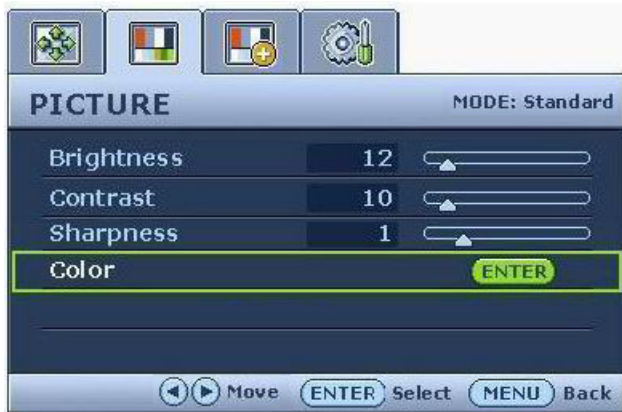 PICTURE MODE: Standard
Brightness 12
Contrast 10
Sharpness 1
Color ENTER
Move ENTER Select MENU Back